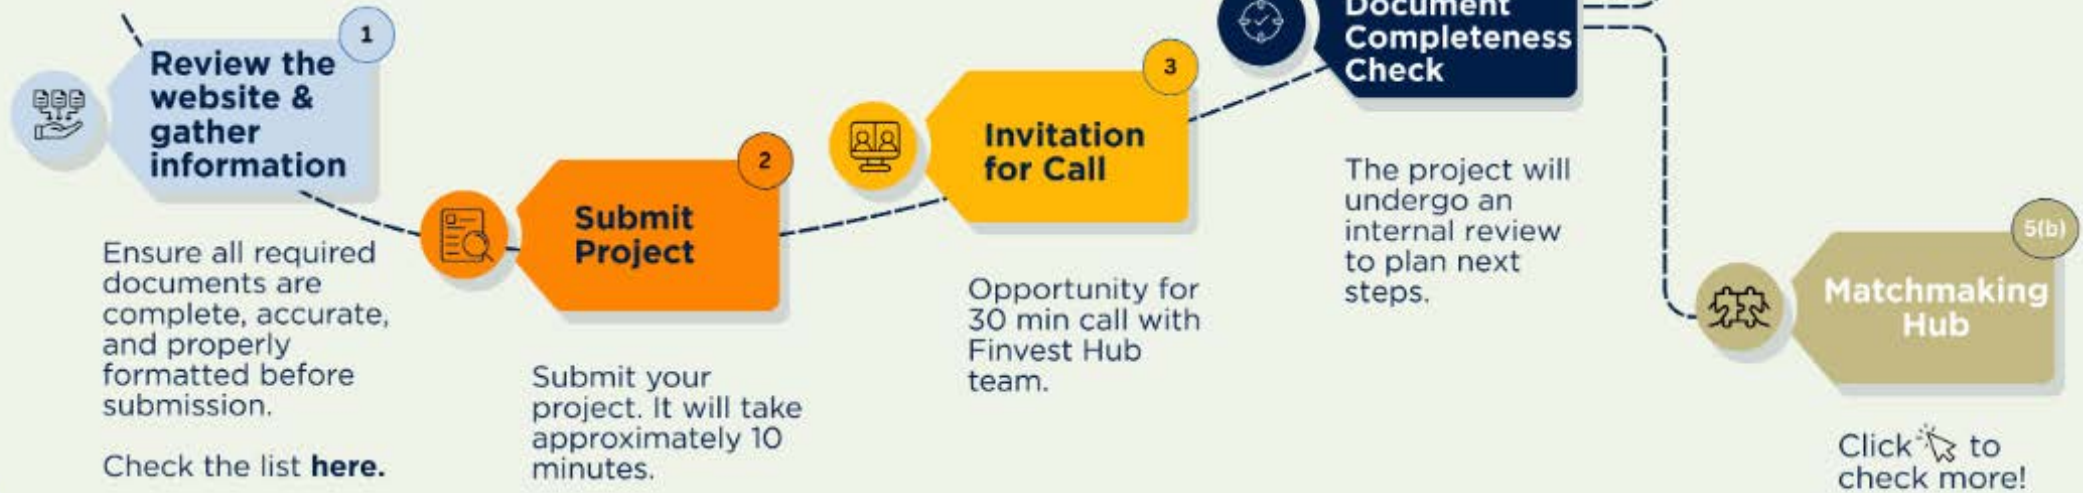 1
Review the
website &
gather
information
Ensure all required
documents are
complete, accurate,
and properly
formatted before
submission.
Check the list here.
2
Submit
Project
Submit your
project. It will take
approximately 10
minutes.
3
Invitation
for Call
Opportunity for
30 min call with
Finvest Hub
team.
Document
Completeness
Check
The project will
undergo an
internal review
to plan next
steps.
5(b)
Matchmaking
Hub
Click to
check more!